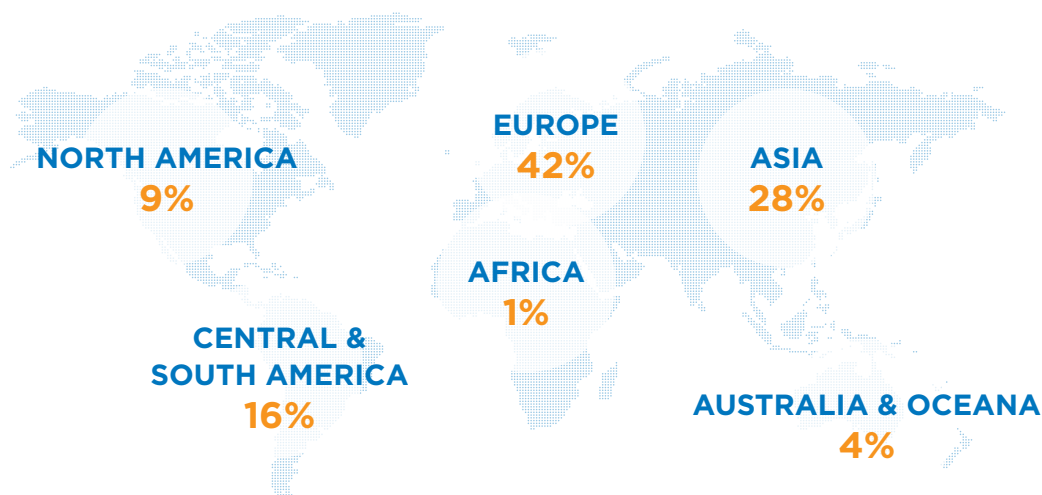 NORTH AMERICA
9%
EUROPE
42%
ASIA
28%
AFRICA
1%
CENTRAL &
SOUTH AMERICA
16%
AUSTRALIA & OCEANA
4%